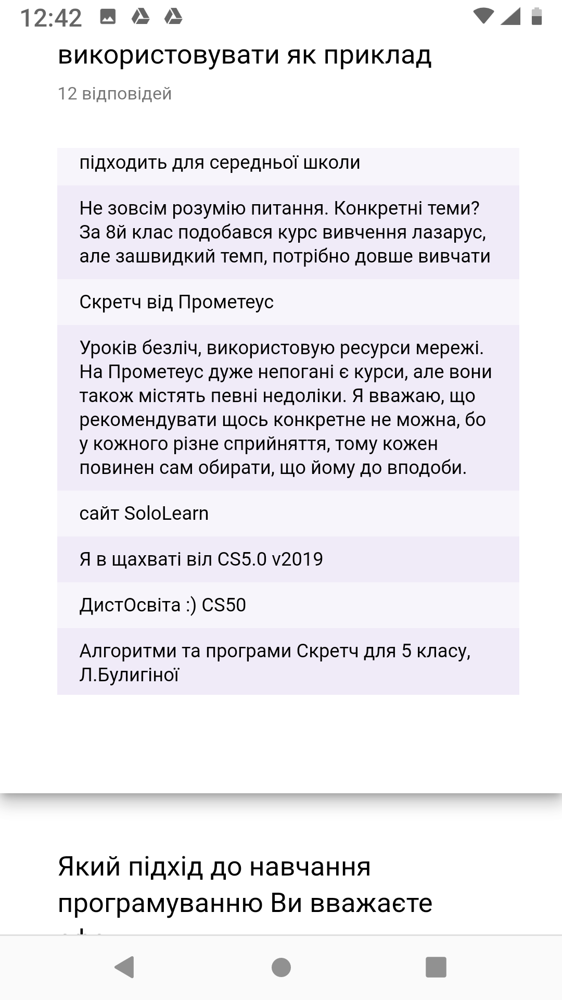 12:42
використовувати як приклад
12 відповідей
підходить для середньої школи
Не зовсім розумію питання. Конкретні теми?
За 8й клас подобався курс вивчення лазарус,
але зашвидкий темп, потрібно довше вивчати
Скретч від Прометеус
Уроків безліч, використовую ресурси мережі.
На Прометеус дуже непогані є курси, але вони
також містять певні недоліки. Я вважаю, що
рекомендувати щось конкретне не можна, бо
у кожного різне сприйняття, тому кожен
повинен сам обирати, що йому до вподоби.
сайт SoloLearn
Я в щахваті віл CS5.0 v2019
ДистОсвіта :) CS50
Алгоритми та програми Скретч для 5 класу,
Л.Булигіної
Який підхід до навчання
програмуванню Ви вважаєте